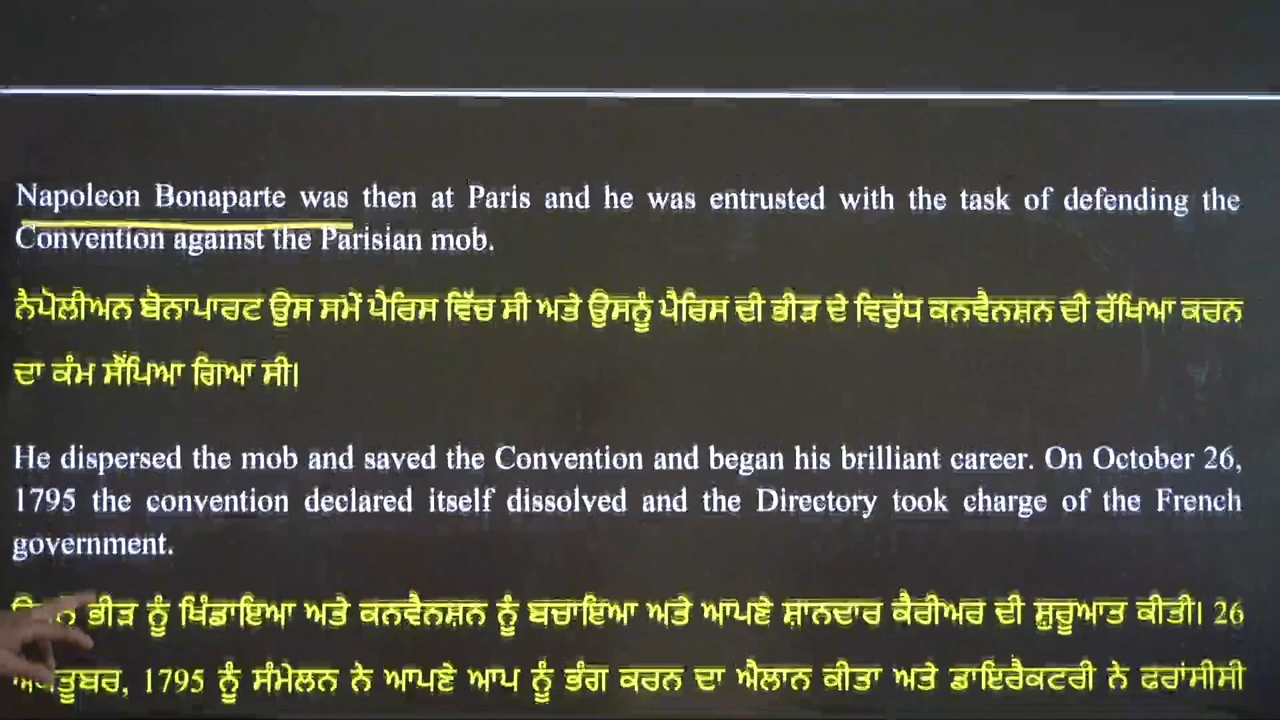 Napoleon Bonaparte was then at Paris and he was entrusted with the task of defending the
Convention against the Parisian mob.
ਨੈਪੋਲੀਅਨ ਬੋਨਾਪਾਰਟ ਉਸ ਸਮੇਂ ਪੈਰਿਸ ਵਿੱਚ ਸੀ ਅਤੇ ਉਸਨੂੰ ਪੈਰਿਸ ਦੀ ਭੀੜ ਦੇ ਵਿਰੁੱਧ ਕਨਵੈਨਸ਼ਨ ਦੀ ਰੱਖਿਆ ਕਰਨ
ਦਾ ਕੰਮ ਸੌਂਪਿਆ ਗਿਆ ਸੀ।
He dispersed the mob and saved the Convention and began his brilliant career. On October 26,
1795 the convention declared itself dissolved and the Directory took charge of the French
government.
ਭੀੜ ਨੂੰ ਖਿੰਡਾਇਆ ਅਤੇ ਕਨਵੈਨਸ਼ਨ ਨੂੰ ਬਚਾਇਆ ਅਤੇ ਆਪਣੇ ਸ਼ਾਨਦਾਰ ਕੈਰੀਅਰ ਦੀ ਸ਼ੁਰੂਆਤ ਕੀਤੀ। 26
1795 ਨੂੰ ਸੰਮੇਲਨ ਨੇ ਆਪਣੇ ਆਪ ਨੂੰ ਭੰਗ ਕਰਨ ਦਾ ਐਲਾਨ ਕੀਤਾ ਅਤੇ ਡਾਇਰੈਕਟਰੀ ਨੇ ਫਰਾਂਸੀਸੀ